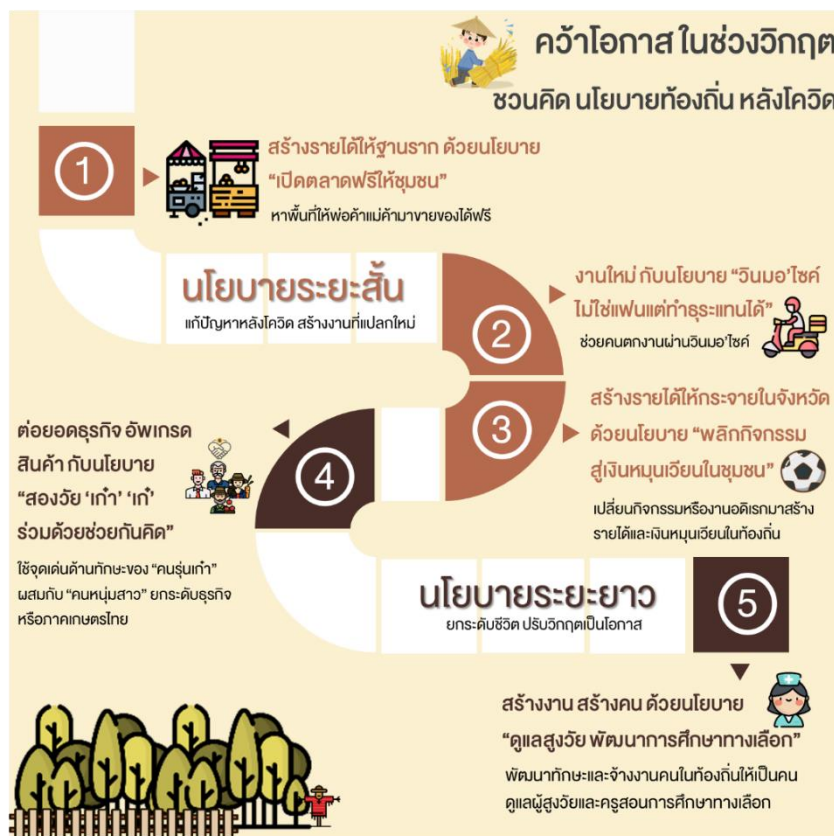 คว้าโอกาส ในช่วงวิกฤต
ชวนคิด นโยบายท้องถิ่น หลังโควิด
1
สร้างรายได้ให้ฐานราก ด้วยนโยบาย
“เปิดตลาดฟรีให้ชุมชน”
หาพื้นที่ให้พ่อค้าแม่ค้ามาขายของได้ฟรี
นโยบายระยะสั้น
แก้ปัญหาหลังโควิด สร้างงานที่แปลกใหม่
2
งานใหม่ กับนโยบาย “วินมอ’ไซค์
ไม่ใช่แฟนแต่ทำธุระแทนได้”
ช่วยคนตกงานผ่านวินมอ’ไซค์
3
สร้างรายได้ให้กระจายในจังหวัด
ด้วยนโยบาย “พลิกกิจกรรม
สู่เงินหมุนเวียนในชุมชน”
เปลี่ยนกิจกรรมหรืองานอดิเรกมาสร้าง
รายได้และเงินหมุนเวียนในท้องถิ่น
4
ต่อยอดธุรกิจ อัพเกรด
สินค้า กับนโยบาย
“สองวัย ‘เก๋า’ ‘เก๋’
ร่วมด้วยช่วยกันคิด”
ใช้จุดเด่นด้านทักษะของ “คนรุ่นเก๋า”
ผสมกับ “คนหนุ่มสาว” ยกระดับธุรกิจ
หรือภาคเกษตรไทย
นโยบายระยะยาว
ยกระดับชีวิต ปรับวิกฤตเป็นโอกาส
5
สร้างงาน สร้างคน ด้วยนโยบาย
“ดูแลสูงวัย พัฒนาการศึกษาทางเลือก”
พัฒนาทักษะและจ้างงานคนในท้องถิ่นให้เป็นคน
ดูแลผู้สูงวัยและครูสอนการศึกษาทางเลือก